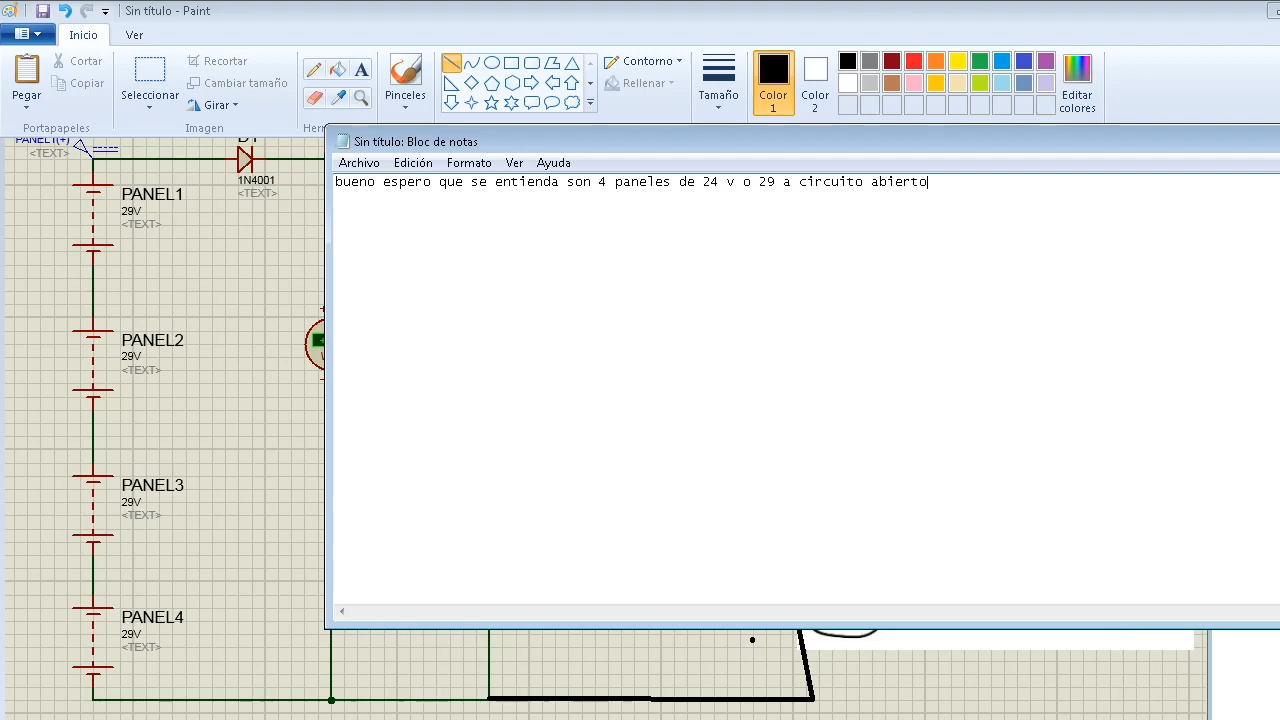 Sin título - Paint
Inicio
Ver
Pegar
Cortar
Copiar
Portapapeles
Seleccionar
Recortar
Cambiar tamaño
Girar
Imagen
A
Pinceles
Contorno
Rellenar
Tamaño
Color 1
Color 2
Editar colores
PANEL1(+)
<TEXT>
D1
1N4001
<TEXT>
PANEL1
29V
<TEXT>
PANEL2
29V
<TEXT>
PANEL3
29V
<TEXT>
PANEL4
29V
<TEXT>
Sin título: Bloc de notas
Archivo Edición Formato Ver Ayuda
bueno espero que se entienda son 4 paneles de 24 v o 29 a circuito abierto